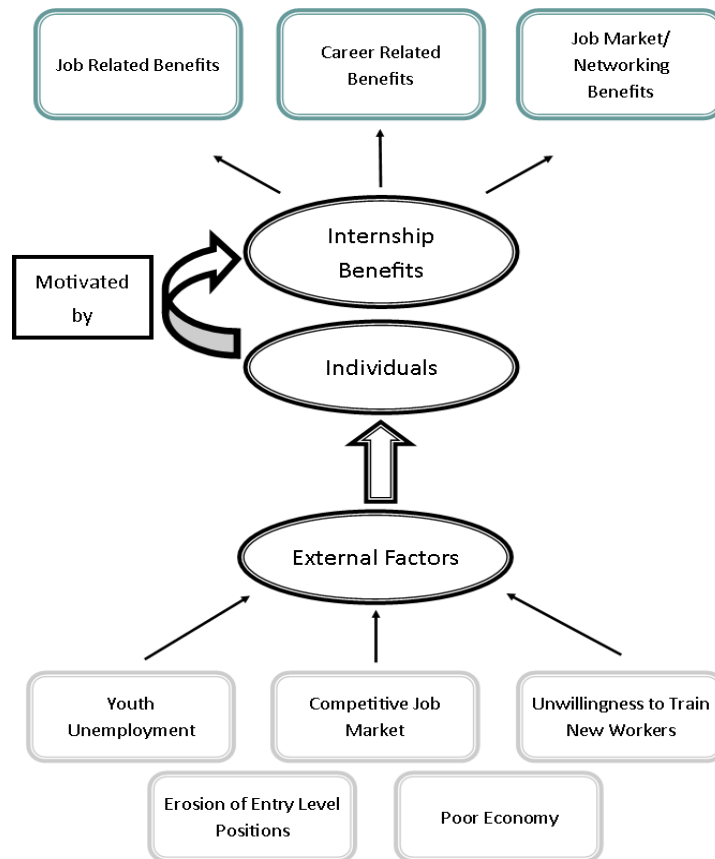 Job Related Benefits
Career Related
Benefits
Job Market/
Networking
Benefits
Internship
Benefits
Motivated
by
Individuals
External Factors
Youth
Unemployment
Competitive Job
Market
Unwillingness to Train
New Workers
Erosion of Entry Level
Positions
Poor Economy